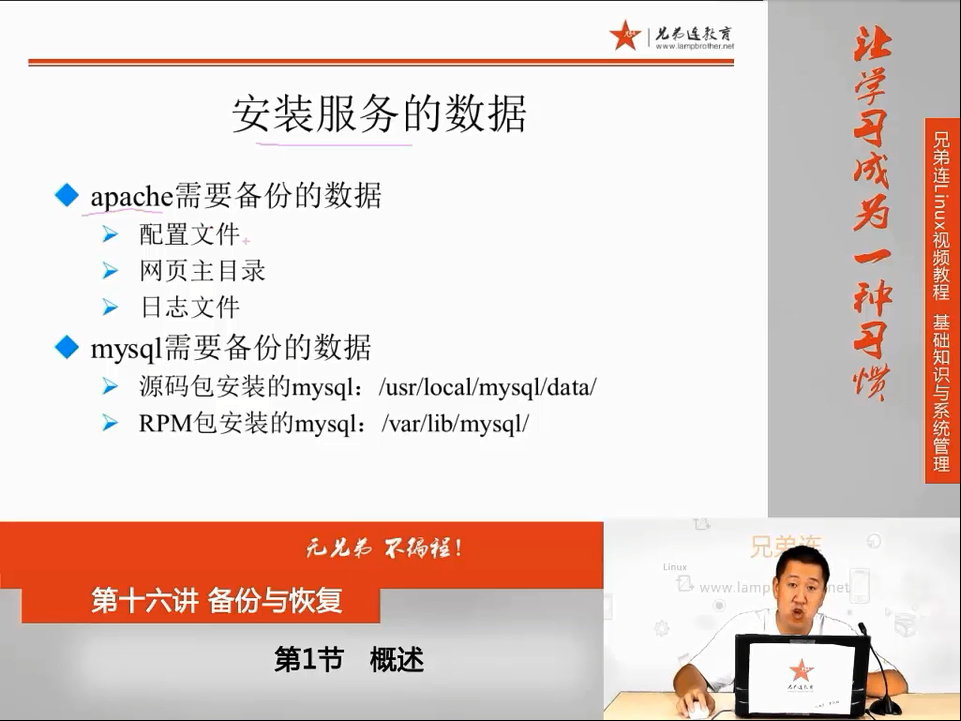 兄弟连教育
www.lampbrother.net
安装服务的数据
apache需要备份的数据
配置文件
网页主目录
日志文件
mysql需要备份的数据
源码包安装的mysql：/usr/local/mysql/data/
RPM包安装的mysql：/var/lib/mysql/
让学习成为一种习惯
兄弟连Linux视频教程 基础知识与系统管理
无兄弟 不编程！
第十六讲 备份与恢复
第1节 概述
兄弟连
Linux
www.lamp
net
兄弟连教育